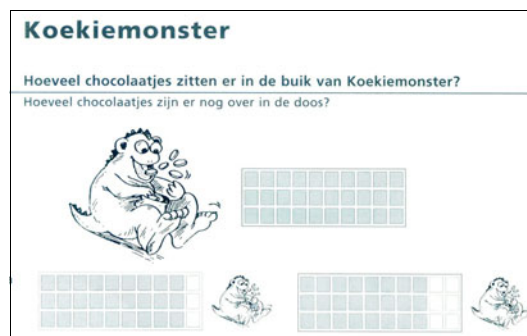 Koekiemonster
Hoeveel chocolaatjes zitten er in de buik van Koekiemonster?
Hoeveel chocolaatjes zijn er nog over in de doos?